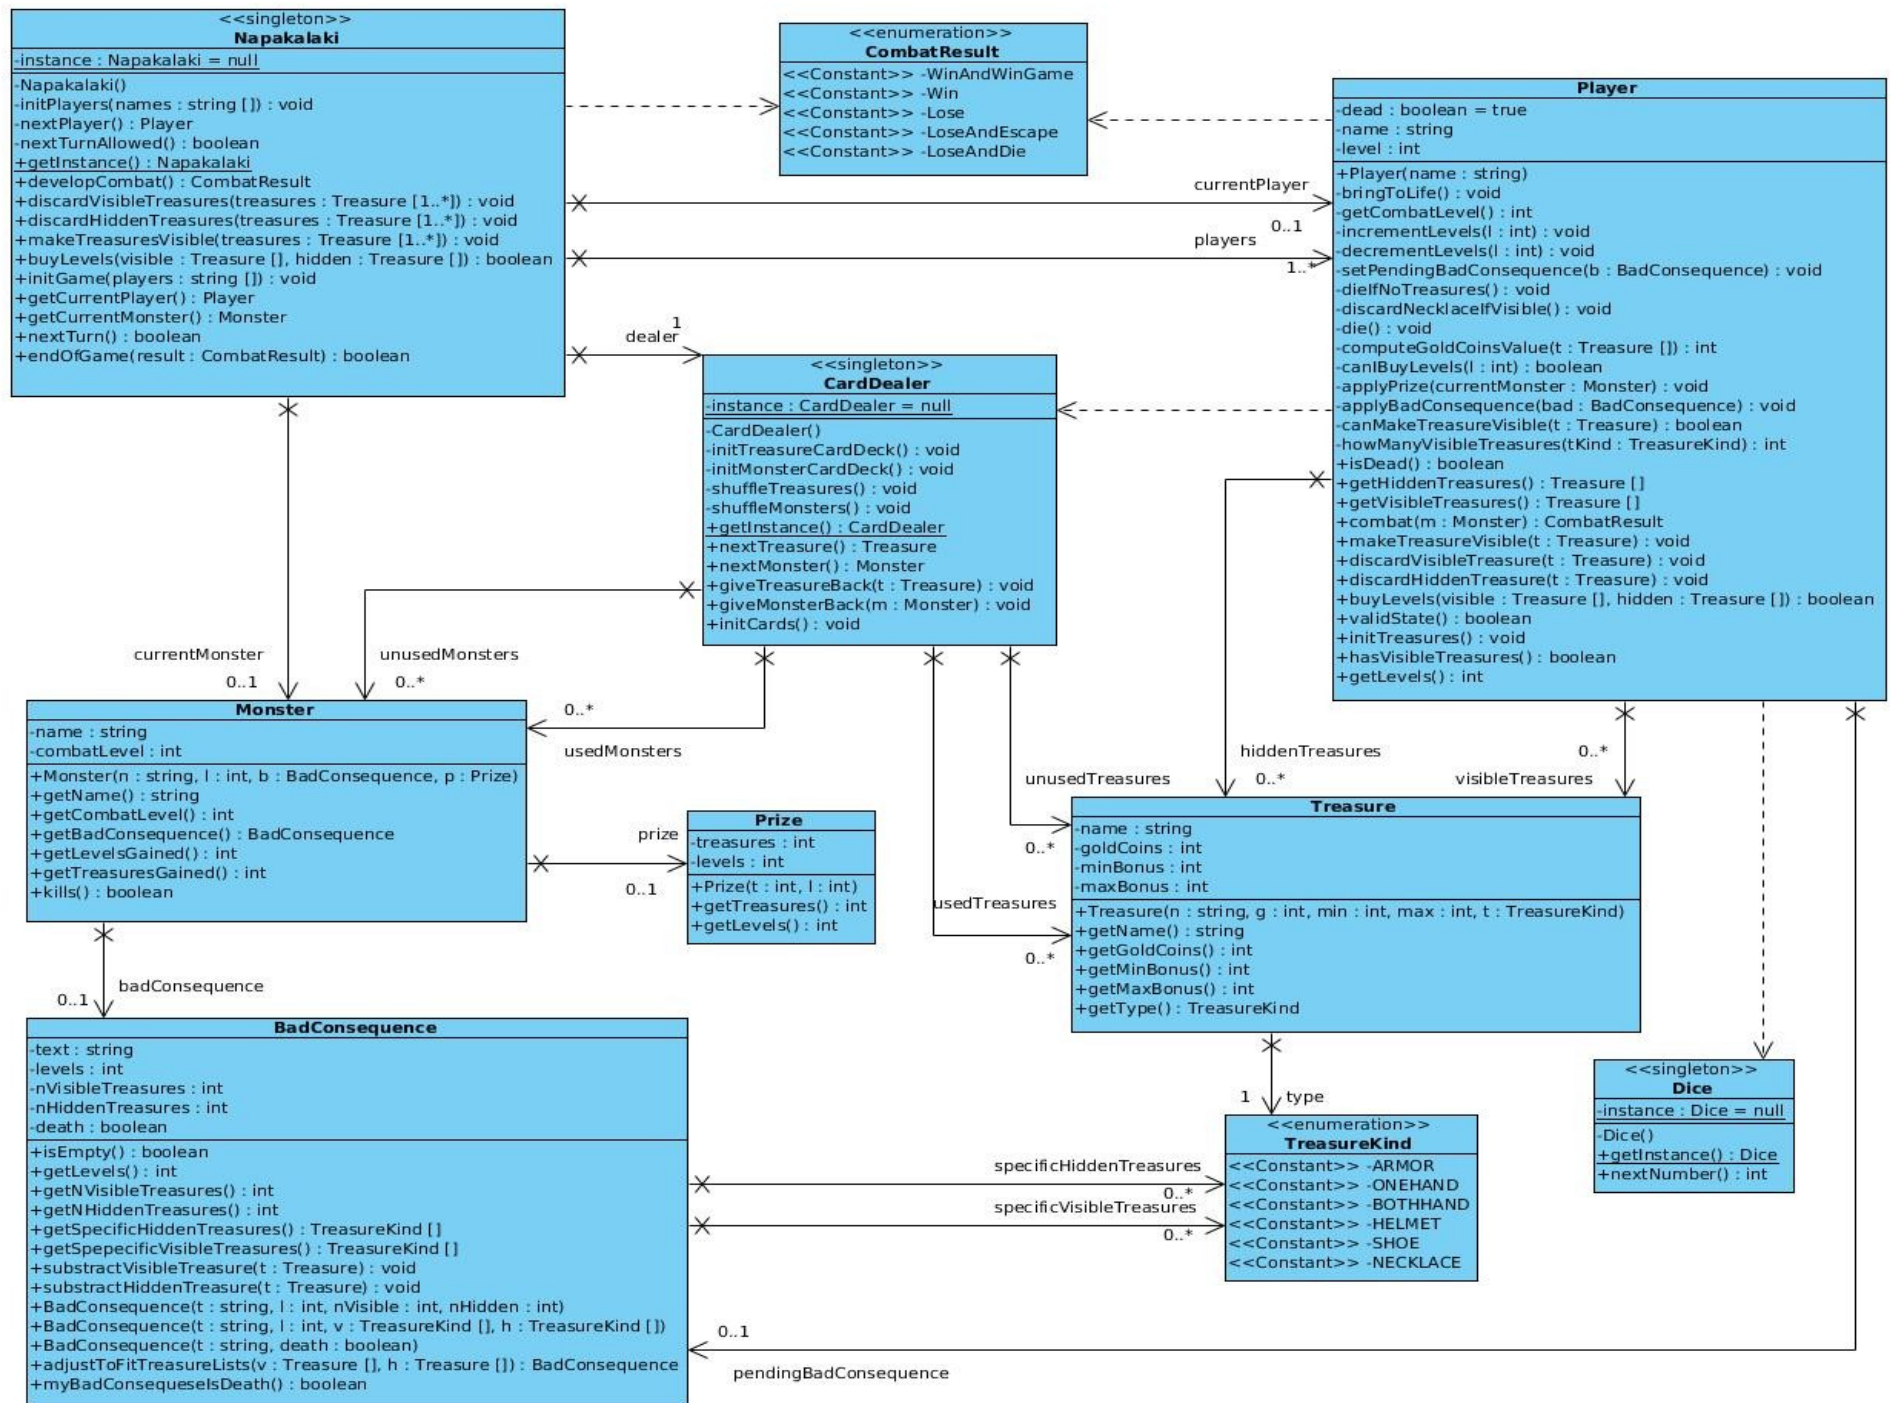 <<singleton>>
Napakalaki
-instance : Napakalaki = null
-Napakalaki()
-initPlayers(names : string []) : void
-nextPlayer() : Player
-nextTurnAllowed() : boolean
+getInstance() : Napakalaki
+developCombat() : CombatResult
+discardVisibleTreasures(treasures : Treasure [1..*]) : void
+discardHiddenTreasures(treasures : Treasure [1..*]) : void
+makeTreasuresVisible(treasures : Treasure [1..*]) : void
+buyLevels(visible : Treasure [], hidden : Treasure []) : boolean
+initGame(players : string []) : void
+getCurrentPlayer() : Player
+getCurrentMonster() : Monster
+nextTurn() : boolean
+endOfGame(result : CombatResult) : boolean
<<enumeration>>
CombatResult
<<Constant>> -WinAndWinGame
<<Constant>> -Win
<<Constant>> -Lose
<<Constant>> -LoseAndEscape
<<Constant>> -LoseAndDie
Player
-dead : boolean = true
-name : string
-level : int
+Player(name : string)
-bringToLife() : void
-getCombatLevel() : int
-incrementLevels(l : int) : void
-decrementLevels(l : int) : void
-setPendingBadConsequence(b : BadConsequence) : void
-dieIfNoTreasures() : void
-discardNecklaceIfVisible() : void
-die() : void
-computeGoldCoinsValue(t : Treasure []) : int
-canIBuyLevels(l : int) : boolean
-applyPrize(currentMonster : Monster) : void
-applyBadConsequence(bad : BadConsequence) : void
-canMakeTreasureVisible(t : Treasure) : boolean
-howManyVisibleTreasures(tKind : TreasureKind) : int
+isDead() : boolean
+getHiddenTreasures() : Treasure []
+getVisibleTreasures() : Treasure []
+combat(m : Monster) : CombatResult
+makeTreasureVisible(t : Treasure) : void
+discardVisibleTreasure(t : Treasure) : void
+discardHiddenTreasure(t : Treasure) : void
+buyLevels(visible : Treasure [], hidden : Treasure []) : boolean
+validState() : boolean
+initTreasures() : void
+hasVisibleTreasures() : boolean
+getLevels() : int
currentPlayer
0..1
players
1..*
1
dealer
<<singleton>>
CardDealer
-instance : CardDealer = null
-CardDealer()
-initTreasureCardDeck() : void
-initMonsterCardDeck() : void
-shuffleTreasures() : void
-shuffleMonsters() : void
+getInstance() : CardDealer
+nextTreasure() : Treasure
+nextMonster() : Monster
+giveTreasureBack(t : Treasure) : void
+giveMonsterBack(m : Monster) : void
+initCards() : void
currentMonster
0..1
unusedMonsters
0..*
0..*
usedMonsters
Monster
-name : string
-combatLevel : int
+Monster(n : string, l : int, b : BadConsequence, p : Prize)
+getName() : string
+getCombatLevel() : int
+getBadConsequence() : BadConsequence
+getLevelsGained() : int
+getTreasuresGained() : int
+kills() : boolean
prize
0..1
Prize
-treasures : int
-levels : int
+Prize(t : int, l : int)
+getTreasures() : int
+getLevels() : int
unusedTreasures
0..*
usedTreasures
0..*
hiddenTreasures
0..*
0..*
visibleTreasures
Treasure
-name : string
-goldCoins : int
-minBonus : int
-maxBonus : int
+Treasure(n : string, g : int, min : int, max : int, t : TreasureKind)
+getName() : string
+getGoldCoins() : int
+getMinBonus() : int
+getMaxBonus() : int
+getType() : TreasureKind
badConsequence
0..1
BadConsequence
-text : string
-levels : int
-nVisibleTreasures : int
-nHiddenTreasures : int
-death : boolean
+isEmpty() : boolean
+getLevels() : int
+getNVisibleTreasures() : int
+getNHiddenTreasures() : int
+getSpecificHiddenTreasures() : TreasureKind []
+getSpepecificVisibleTreasures() : TreasureKind []
+substractVisibleTreasure(t : Treasure) : void
+substractHiddenTreasure(t : Treasure) : void
+BadConsequence(t : string, l : int, nVisible : int, nHidden : int)
+BadConsequence(t : string, l : int, v : TreasureKind [], h : TreasureKind [])
+BadConsequence(t : string, death : boolean)
+adjustToFitTreasureLists(v : Treasure [], h : Treasure []) : BadConsequence
+myBadConsequeseIsDeath() : boolean
1
type
<<enumeration>>
TreasureKind
<<Constant>> -ARMOR
<<Constant>> -ONEHAND
<<Constant>> -BOTHHAND
<<Constant>> -HELMET
<<Constant>> -SHOE
<<Constant>> -NECKLACE
specificHiddenTreasures
0..*
specificVisibleTreasures
0..*
<<singleton>>
Dice
-instance : Dice = null
-Dice()
+getInstance() : Dice
+nextNumber() : int
0..1
pendingBadConsequence